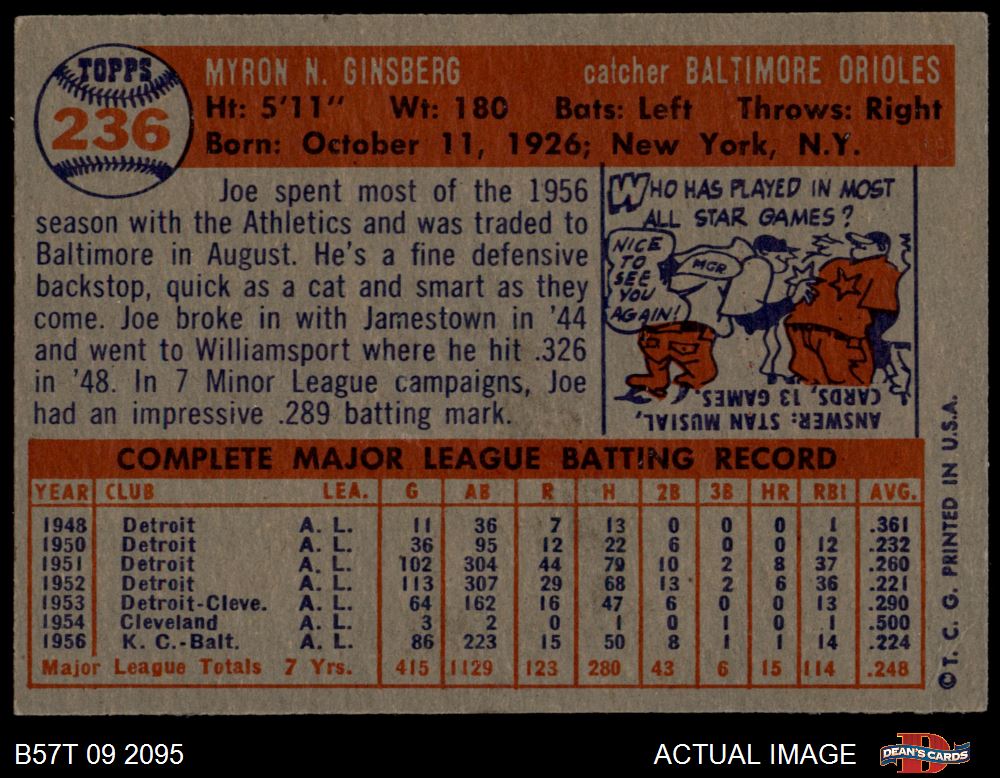 TOPPS
236
MYRON N. GINSBERG catcher BALTIMORE ORIOLES
Ht: 5'11" Wt: 180 Bats: Left Throws: Right
Born: October 11, 1926; New York, N.Y.
Joe spent most of the 1956
season with the Athletics and was traded to
Baltimore in August. He's a fine defensive
backstop, quick as a cat and smart as they
come. Joe broke in with Jamestown in '44
and went to Williamsport where he hit .326
in '48. In 7 Minor League campaigns, Joe
had an impressive .289 batting mark.
WHO HAS PLAYED IN MOST
ALL STAR GAMES?
NICE
TO
SEE
YOU
AGAIN!
MGR.
ANSWER: STAN MUSIAL,
CARDS, 13 GAMES.
COMPLETE MAJOR LEAGUE BATTING RECORD
YEAR CLUB LEA. G AB R H 2B 3B HR RBI AVG.
1948 Detroit A. L. 11 36 7 13 0 0 0 1 .361
1950 Detroit A. L. 36 95 12 22 6 0 0 12 .232
1951 Detroit A. L. 102 304 44 79 10 2 8 37 .260
1952 Detroit A. L. 113 307 29 68 13 2 6 36 .221
1953 Detroit-Cleve. A. L. 64 162 16 47 6 0 0 13 .290
1954 Cleveland A. L. 3 2 0 1 0 1 0 1 .500
1956 K. C.-Balt. A. L. 86 223 15 50 8 1 1 14 .224
Major League Totals 7 Yrs. 415 1129 123 280 43 6 15 114 .248
©T. C. G. PRINTED IN U.S.A.
B57T 09 2095 ACTUAL IMAGE DEAN'S CARDS